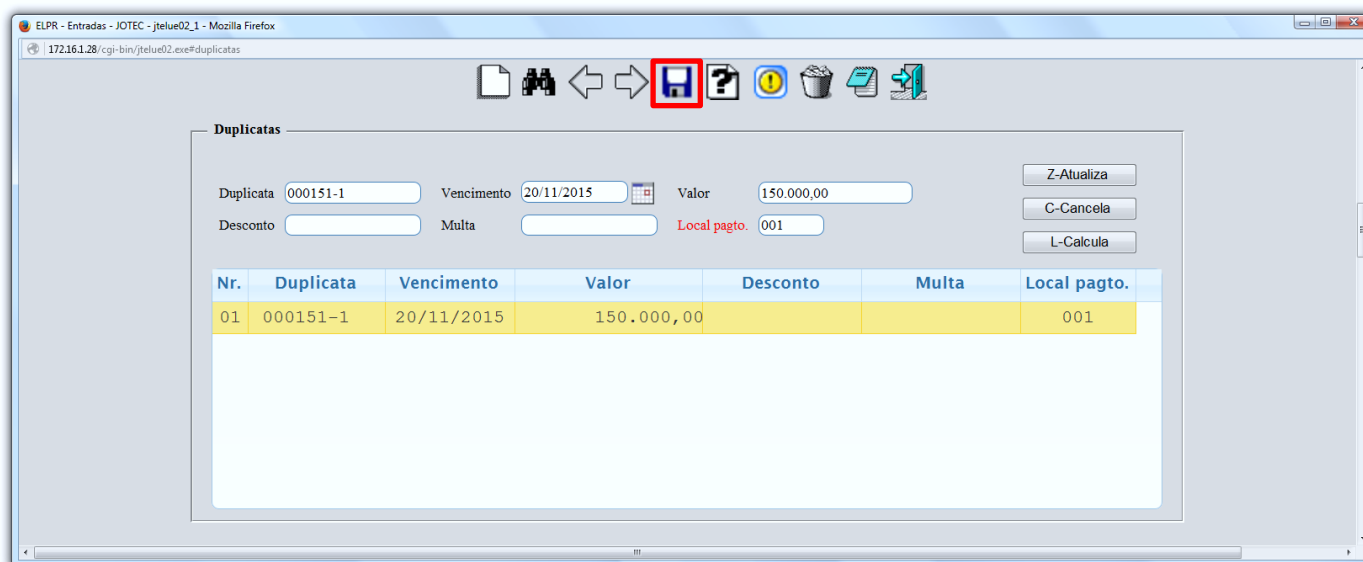 ELPR - Entradas - JOTEC - jtelue02_1 - Mozilla Firefox
172.16.1.28/cgi-bin/jtelue02.exe#duplicatas
Duplicatas
Duplicata 000151-1 Vencimento 20/11/2015 Valor 150.000,00 Z-Atualiza
Desconto Multa Local pagto. 001 C-Cancela
L-Calcula
Nr. Duplicata Vencimento Valor Desconto Multa Local pagto.
01 000151-1 20/11/2015 150.000,00 001